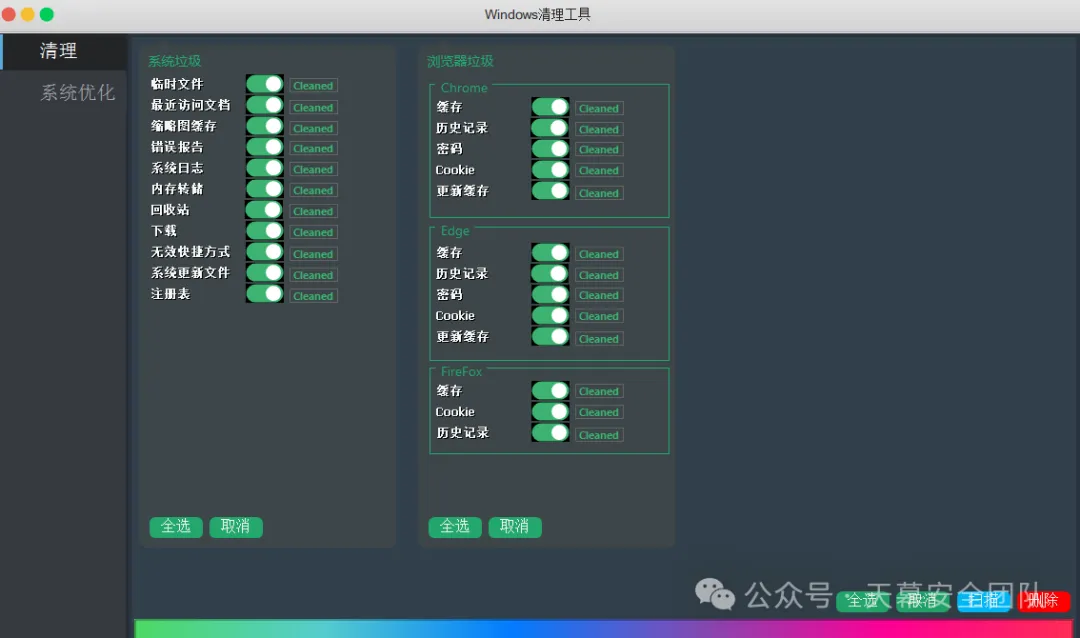 Windows清理工具
清理
系统优化
系统垃圾
临时文件 Cleaned
最近访问文档 Cleaned
缩略图缓存 Cleaned
错误报告 Cleaned
系统日志 Cleaned
内存转储 Cleaned
回收站 Cleaned
下载 Cleaned
无效快捷方式 Cleaned
系统更新文件 Cleaned
注册表 Cleaned
全选 取消
浏览器垃圾
Chrome
缓存 Cleaned
历史记录 Cleaned
密码 Cleaned
Cookie Cleaned
更新缓存 Cleaned
Edge
缓存 Cleaned
历史记录 Cleaned
密码 Cleaned
Cookie Cleaned
更新缓存 Cleaned
FireFox
缓存 Cleaned
Cookie Cleaned
历史记录 Cleaned
全选 取消
全选 取消 扫描 删除
公众号 · 天幕安全团队